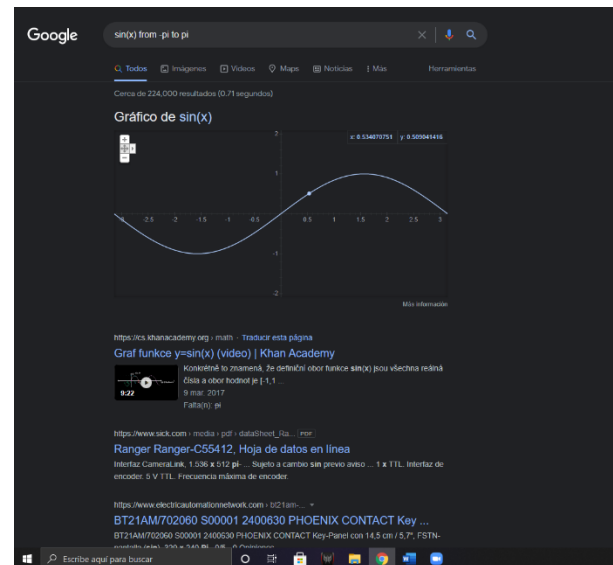 Google
sin(x) from -pi to pi
Todos Imágenes Vídeos Maps Noticias Más Herramientas
Cerca de 224,000 resultados (0.71 segundos)
Gráfico de sin(x)
x: 0.534070751 y: 0.509041416
2
1
-3 -2.5 -2 -1.5 -1 -0.5 0.5 1 1.5 2 2.5 3
-1
-2
Más información
https://cs.khanacademy.org › math · Traducir esta página
Graf funkce y=sin(x) (video) | Khan Academy
9:22
Konkrétně to znamená, že definiční obor funkce sin(x) jsou všechna reálná
čísla a obor hodnot je [-1,1 ...
9 mar. 2017
Falta(n): pi
https://www.sick.com › media › pdf › dataSheet_Ra... PDF
Ranger Ranger-C55412, Hoja de datos en línea
Interfaz CameraLink, 1.536 x 512 pi- ... Sujeto a cambio sin previo aviso ... 1 x TTL. Interfaz de
encoder. 5 V TTL. Frecuencia máxima de encoder.
https://www.electricautomationnetwork.com › bt21am-...
BT21AM/702060 S00001 2400630 PHOENIX CONTACT Key ...
BT21AM/702060 S00001 2400630 PHOENIX CONTACT Key-Panel con 14,5 cm / 5,7", FSTN-
Escribe aquí para buscar